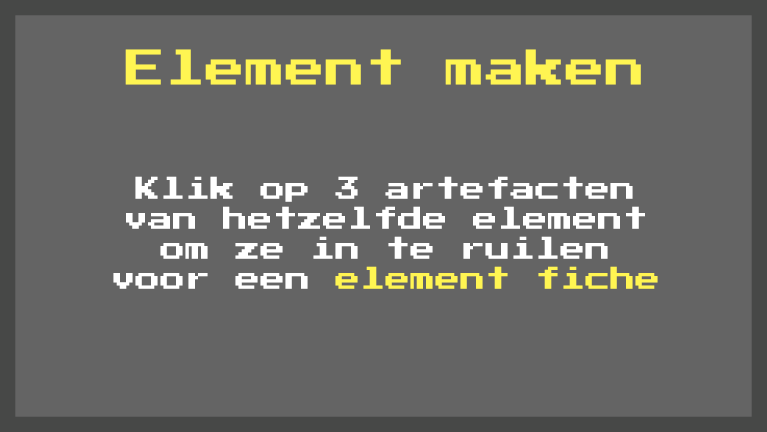 Element maken
Klik op 3 artefacten
van hetzelfde element
om ze in te ruilen
voor een element fiche